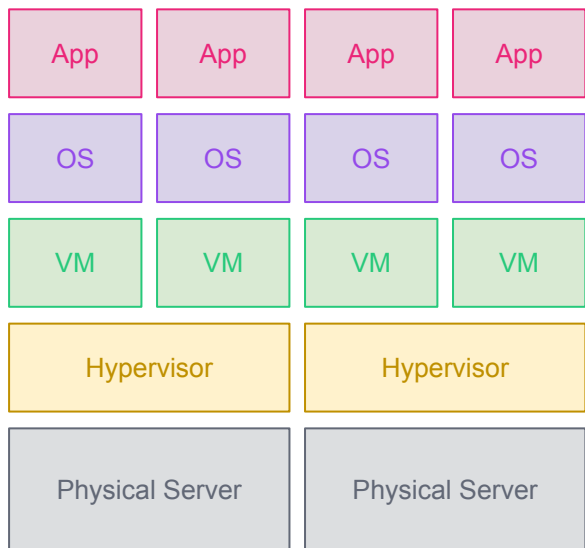 App App App App
OS OS OS OS
VM VM VM VM
Hypervisor Hypervisor
Physical Server Physical Server